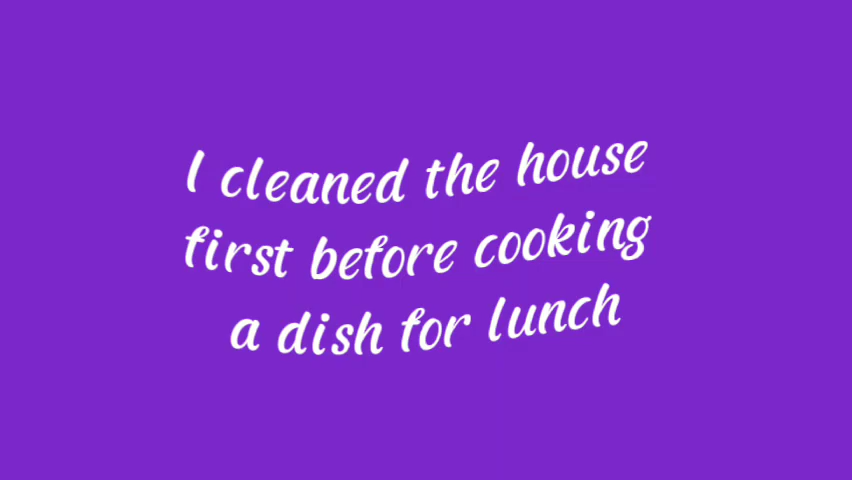 I cleaned the house
first before cooking
a dish for lunch